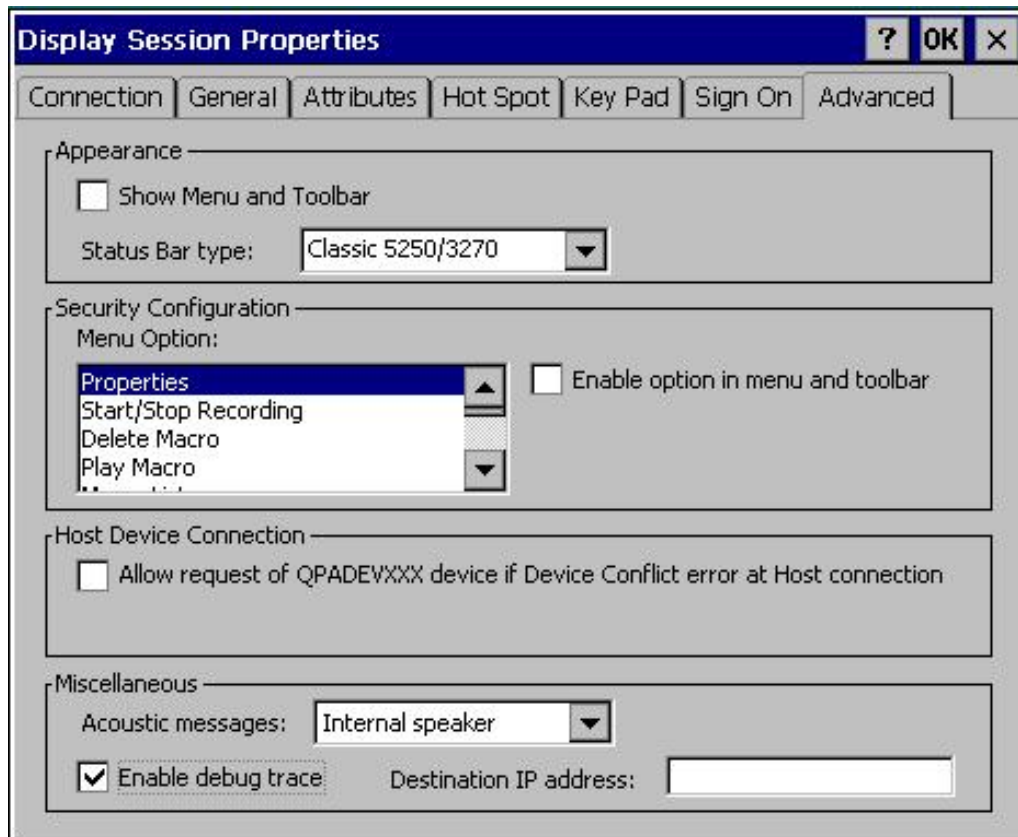 Display Session Properties ? OK ×
Connection General Attributes Hot Spot Key Pad Sign On Advanced
Appearance
Show Menu and Toolbar
Status Bar type: Classic 5250/3270
Security Configuration
Menu Option:
Properties
Enable option in menu and toolbar
Start/Stop Recording
Delete Macro
Play Macro
Host Device Connection
Allow request of QPADEVXXX device if Device Conflict error at Host connection
Miscellaneous
Acoustic messages: Internal speaker
Enable debug trace Destination IP address: